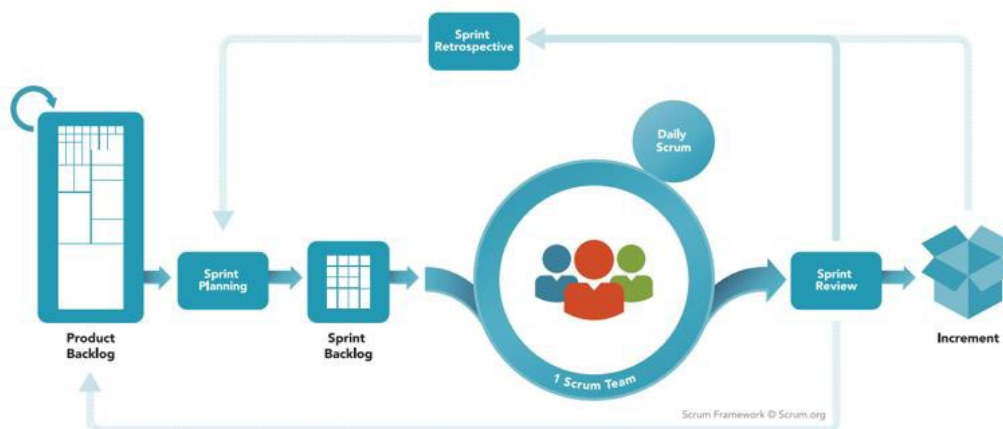 Sprint
Retrospective
Daily
Scrum
Sprint
Planning
Sprint
Review
Product
Backlog
Sprint
Backlog
1 Scrum Team
Increment
Scrum Framework © Scrum.org